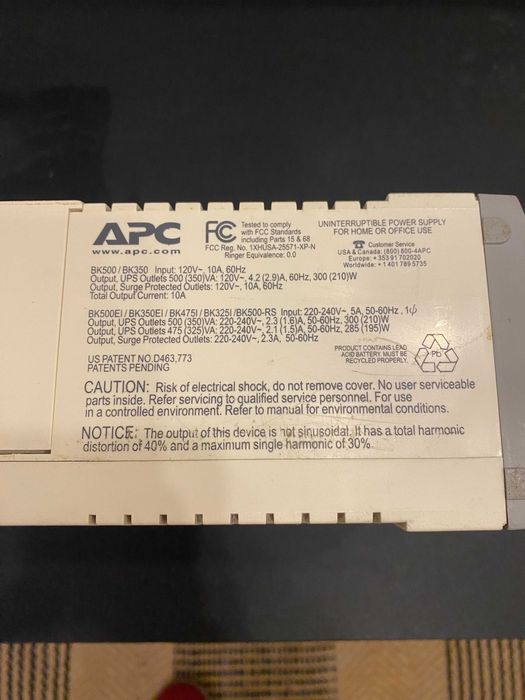 APC
www.apc.com
FC
Tested to comply
with FCC Standards
including Parts 15 & 68
FCC Reg. No. 1XHUSA-25571-XP-N
Ringer Equivalence: 0.0
UNINTERRUPTIBLE POWER SUPPLY
FOR HOME OR OFFICE USE
Customer Service
USA & Canada: (800) 800-4APC
Europe: + 353 91 702020
Worldwide: + 1 401 789 5735
BK500 / BK350 Input: 120V~, 10A, 60Hz
Output, UPS Outlets 500 (350)VA: 120V~, 4.2 (2.9)A, 60Hz, 300 (210)W
Output, Surge Protected Outlets: 120V~, 10A, 60Hz
Total Output Current: 10A
BK500EI / BK350EI / BK475I / BK325I / BK500-RS Input: 220-240V~, 5A, 50-60Hz, 1ϕ
Output, UPS Outlets 500 (350)VA: 220-240V~, 2.3 (1.6)A, 50-60Hz, 300 (210)W
Output, UPS Outlets 475 (325)VA: 220-240V~, 2.1 (1.5)A, 50-60Hz, 285 (195)W
Output, Surge Protected Outlets: 220-240V~, 2.3A, 50-60Hz
US PATENT NO.D463,773
PATENTS PENDING
PRODUCT CONTAINS LEAD
ACID BATTERY. MUST BE
RECYCLED PROPERLY.
Pb
CAUTION: Risk of electrical shock, do not remove cover. No user serviceable
parts inside. Refer servicing to qualified service personnel. For use
in a controlled environment. Refer to manual for environmental conditions.
NOTICE: The output of this device is not sinusoidal. It has a total harmonic
distortion of 40% and a maximum single harmonic of 30%.